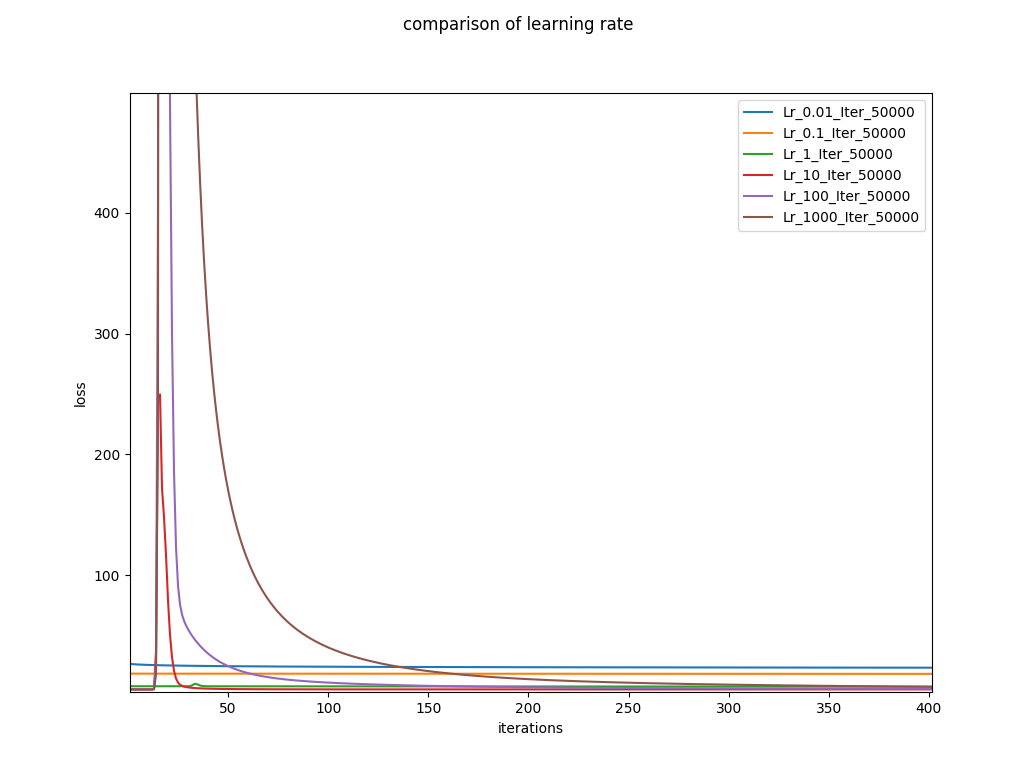 comparison of learning rate
Lr_0.01_Iter_50000
Lr_0.1_Iter_50000
Lr_1_Iter_50000
Lr_10_Iter_50000
Lr_100_Iter_50000
Lr_1000_Iter_50000
400
300
200
100
loss
50
100
150
200
250
300
350
400
iterations